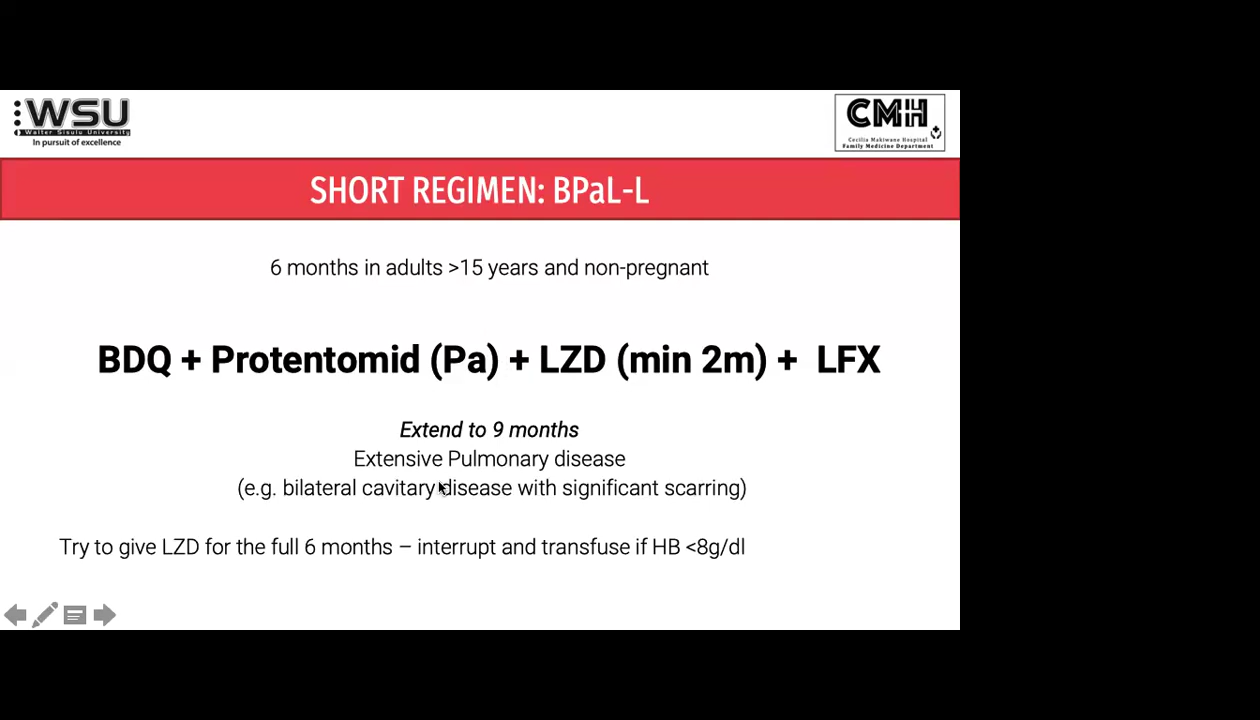 WSU
Walter Sisulu University
In pursuit of excellence
CMH
Cecilia Makiwane Hospital
Family Medicine Department
SHORT REGIMEN: BPaL-L
6 months in adults >15 years and non-pregnant
BDQ + Protentomid (Pa) + LZD (min 2m) + LFX
Extend to 9 months
Extensive Pulmonary disease
(e.g. bilateral cavitary disease with significant scarring)
Try to give LZD for the full 6 months – interrupt and transfuse if HB <8g/dl